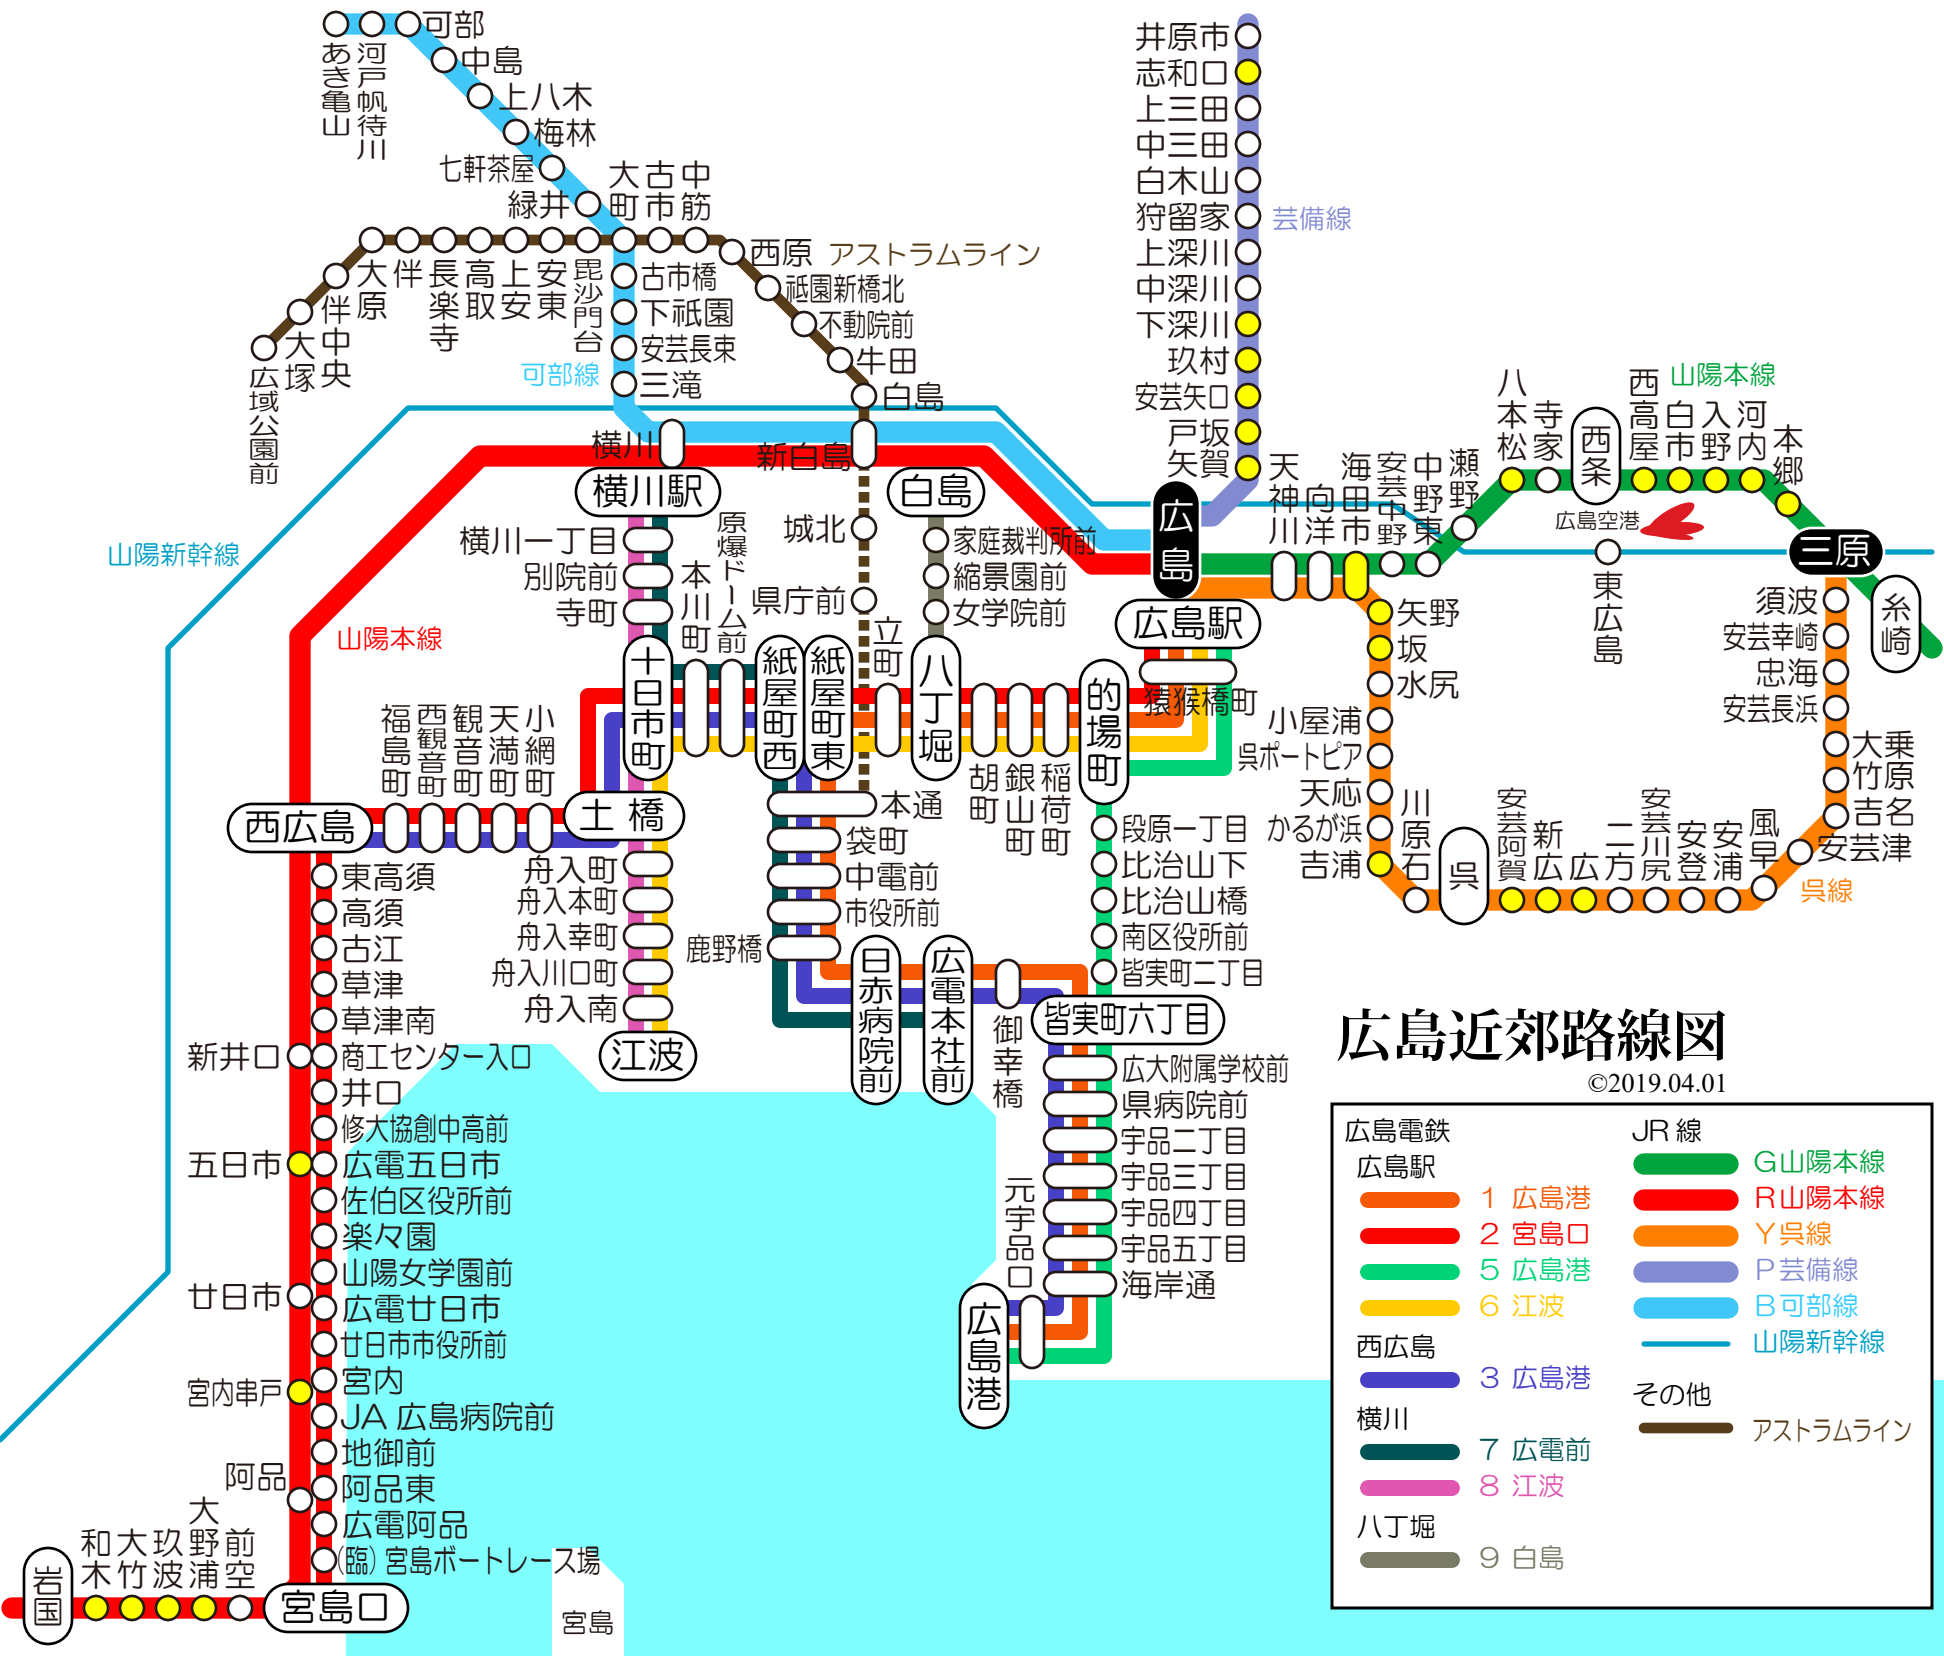 可部
中島
上八木
梅林
七軒茶屋
緑井
あき亀山
河戸帆待川
大町
古市
中筋
西原
アストラムライン
祗園新橋北
不動院前
牛田
白島
大原
伴
長楽寺
高取
上安
安東
毘沙門台
伴中央
大塚
広域公園前
古市橋
下祗園
安芸長束
三滝
可部線
横川
新白島
井原市
志和口
上三田
中三田
白木山
狩留家
芸備線
上深川
中深川
下深川
玖村
安芸矢口
戸坂
矢賀
広島
天神川
向洋
海田市
安芸中野
中野東
瀬野
八本松
寺家
西条
西高屋
白市
入野
河内
本郷
山陽本線
広島空港
東広島
三原
糸崎
須波
安芸幸崎
忠海
安芸長浜
大乗
竹原
吉名
安芸津
風早
呉線
安浦
安登
安芸川尻
二方
広
新広
安芸阿賀
呉
川原石
吉浦
かるが浜
天応
呉ポートピア
小屋浦
水尻
坂
矢野
山陽新幹線
山陽本線
横川駅
横川一丁目
別院前
寺町
十日市町
本川町
原爆ドーム前
紙屋町西
紙屋町東
城北
県庁前
立町
白島
家庭裁判所前
縮景園前
女学院前
八丁堀
胡町
銀山町
稲荷町
的場町
広島駅
猿猴橋町
福島町
西観音町
観音町
天満町
小網町
西広島
土橋
舟入町
舟入本町
舟入幸町
舟入川口町
舟入南
江波
本通
袋町
中電前
市役所前
鹿野橋
日赤病院前
広電本社前
御幸橋
段原一丁目
比治山下
比治山橋
南区役所前
皆実町二丁目
皆実町六丁目
広大附属学校前
県病院前
宇品二丁目
宇品三丁目
宇品四丁目
宇品五丁目
海岸通
元宇品口
広島港
東高須
高須
古江
草津
草津南
新井口
商工センター入口
井口
修大協創中高前
五日市
広電五日市
佐伯区役所前
楽々園
山陽女学園前
廿日市
広電廿日市
廿日市市役所前
宮内
宮内串戸
JA 広島病院前
地御前
阿品
阿品東
広電阿品
(臨)宮島ボートレース場
宮島口
前空
大野浦
玖波
大竹
和木
岩国
宮島
広島近郊路線図
©2019.04.01
広島電鉄
広島駅
1 広島港
2 宮島口
5 広島港
6 江波
西広島
3 広島港
横川
7 広電前
8 江波
八丁堀
9 白島
JR 線
G山陽本線
R山陽本線
Y呉線
P芸備線
B可部線
山陽新幹線
その他
アストラムライン